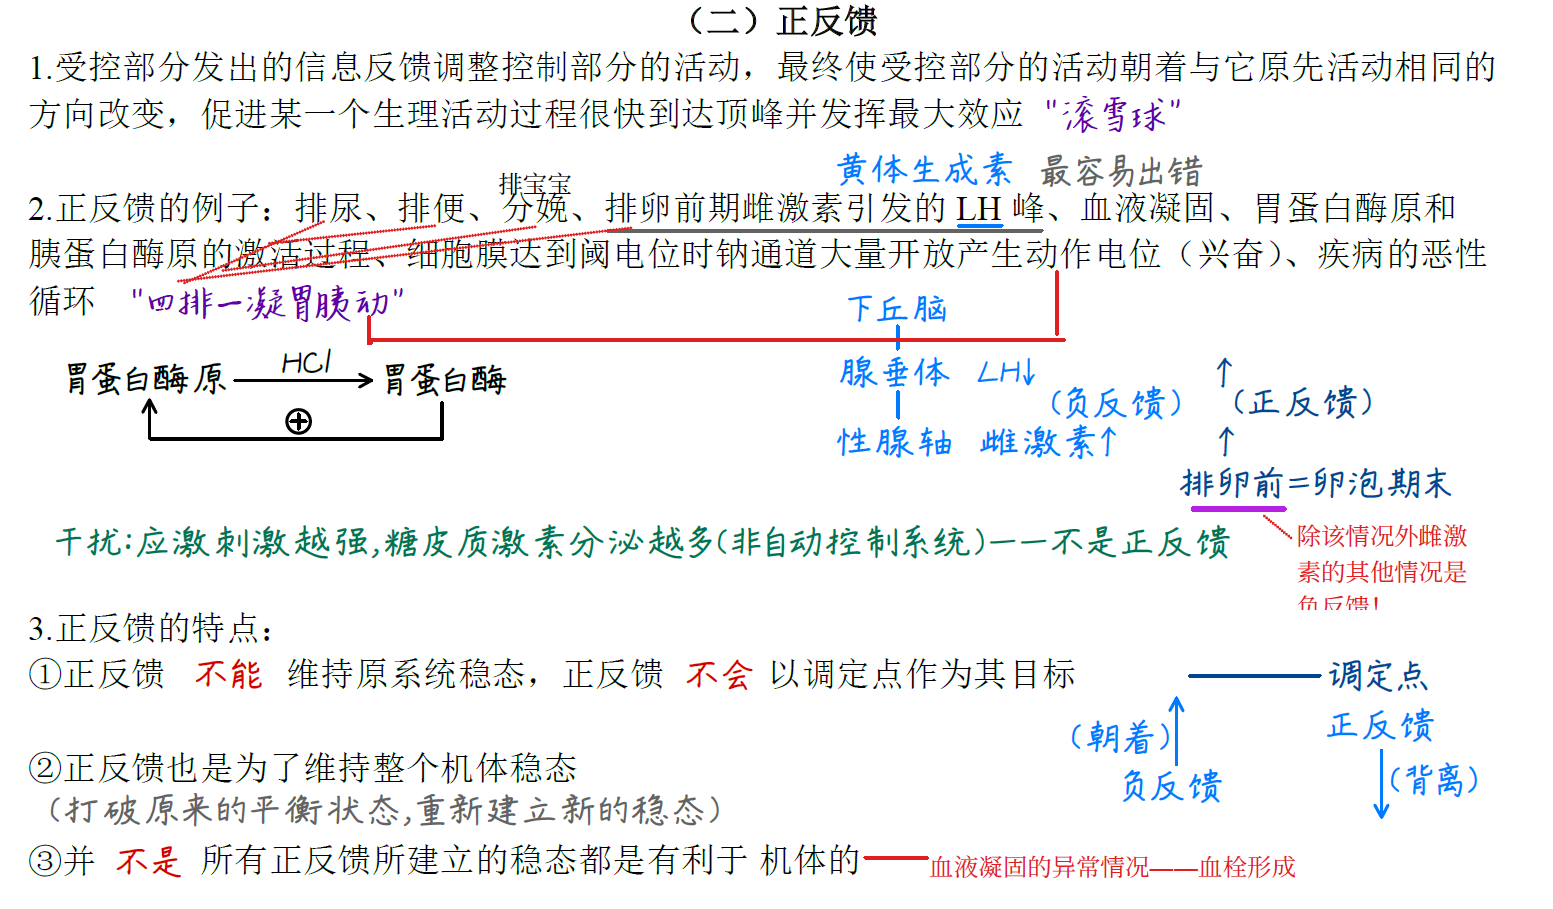 （二）正反馈
1.受控部分发出的信息反馈调整控制部分的活动，最终使受控部分的活动朝着与它原先活动相同的
方向改变，促进某一个生理活动过程很快到达顶峰并发挥最大效应 "滚雪球"
黄体生成素 最容易出错
排宝宝
2.正反馈的例子：排尿、排便、分娩、排卵前期雌激素引发的 LH 峰、血液凝固、胃蛋白酶原和
胰蛋白酶原的激活过程、细胞膜达到阈电位时钠通道大量开放产生动作电位（兴奋）、疾病的恶性
循环 "四排一凝胃胰动"
下丘脑
胃蛋白酶原 HCl 胃蛋白酶
⊕
腺垂体 LH↓ ↑
(负反馈) (正反馈)
性腺轴 雌激素↑ ↑
排卵前=卵泡期末
干扰:应激刺激越强,糖皮质激素分泌越多(非自动控制系统)——不是正反馈
除该情况外雌激
素的其他情况是
负反馈！
3.正反馈的特点：
①正反馈 不能 维持原系统稳态，正反馈 不会 以调定点作为其目标
调定点
(朝着) 正反馈
负反馈 (背离)
②正反馈也是为了维持整个机体稳态
(打破原来的平衡状态,重新建立新的稳态)
③并 不是 所有正反馈所建立的稳态都是有利于 机体的
血液凝固的异常情况——血栓形成